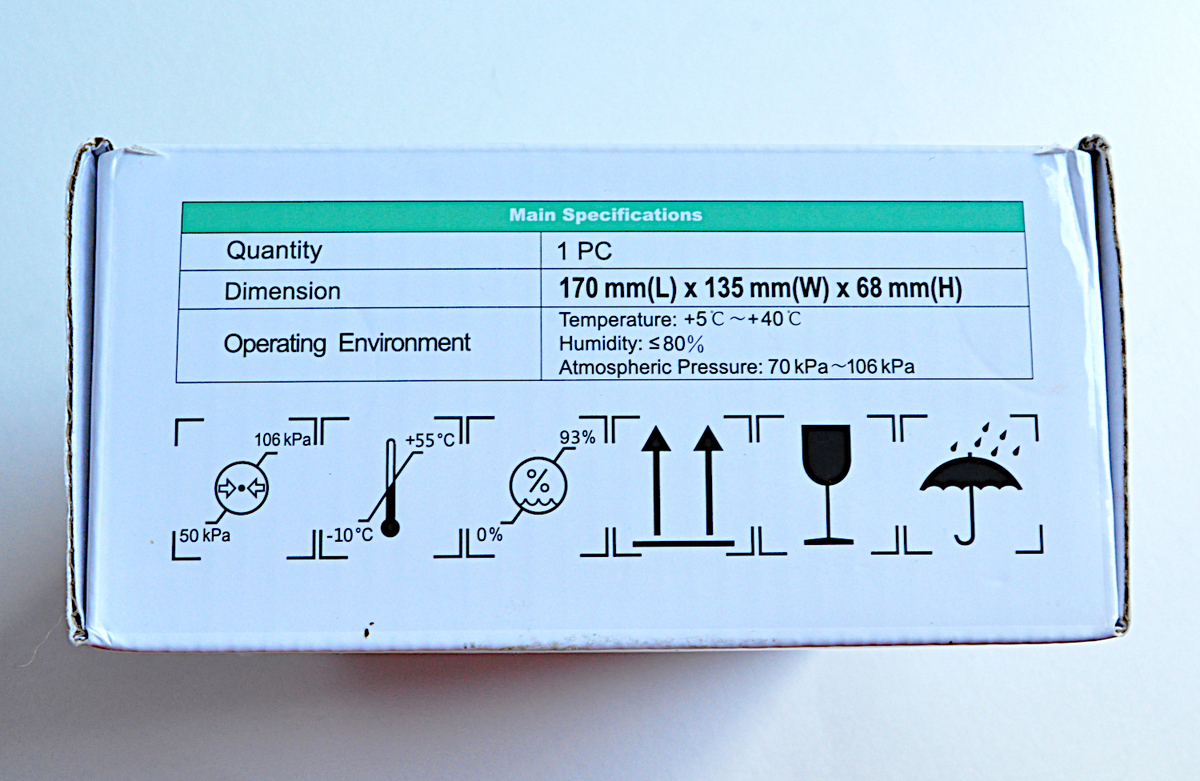 Main Specifications
Quantity 1 PC
Dimension 170 mm(L) x 135 mm(W) x 68 mm(H)
Operating Environment
Temperature: +5℃~+40℃
Humidity: ≤80%
Atmospheric Pressure: 70 kPa~106 kPa
106 kPa
50 kPa
+55°C
-10°C
93%
%
0%